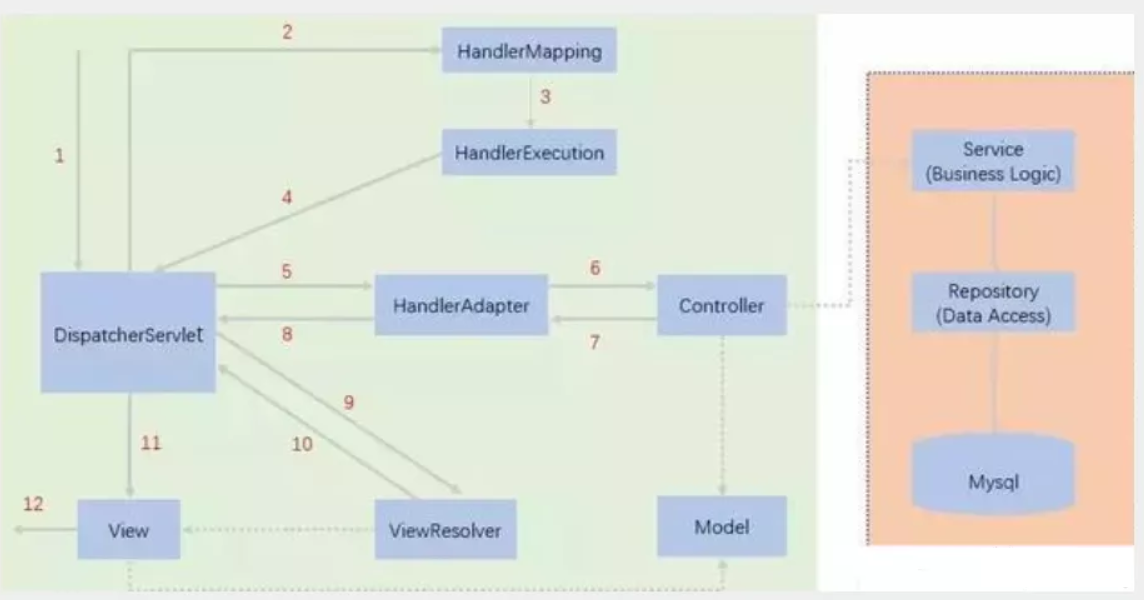 2
HandlerMapping
3
1
HandlerExecution
Service
(Business Logic)
4
5
6
HandlerAdapter
Controller
Repository
(Data Access)
DispatcherServlet
8
7
9
11
10
Mysql
12
View
ViewResolver
Model